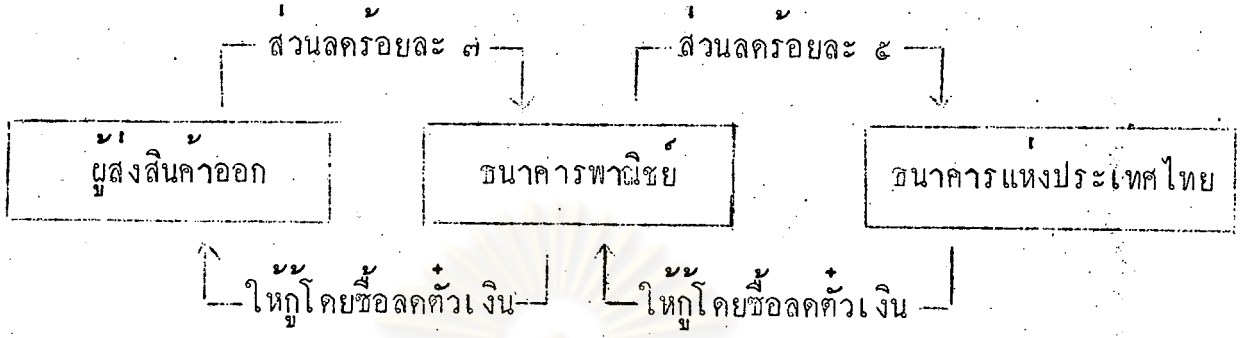 ส่วนลดร้อยละ ๗ ส่วนลดร้อยละ ๕
ผู้ส่งสินค้าออก ธนาคารพาณิชย์ ธนาคารแห่งประเทศไทย
ให้กู้โดยซื้อลดตั๋วเงิน ให้กู้โดยซื้อลดตั๋วเงิน